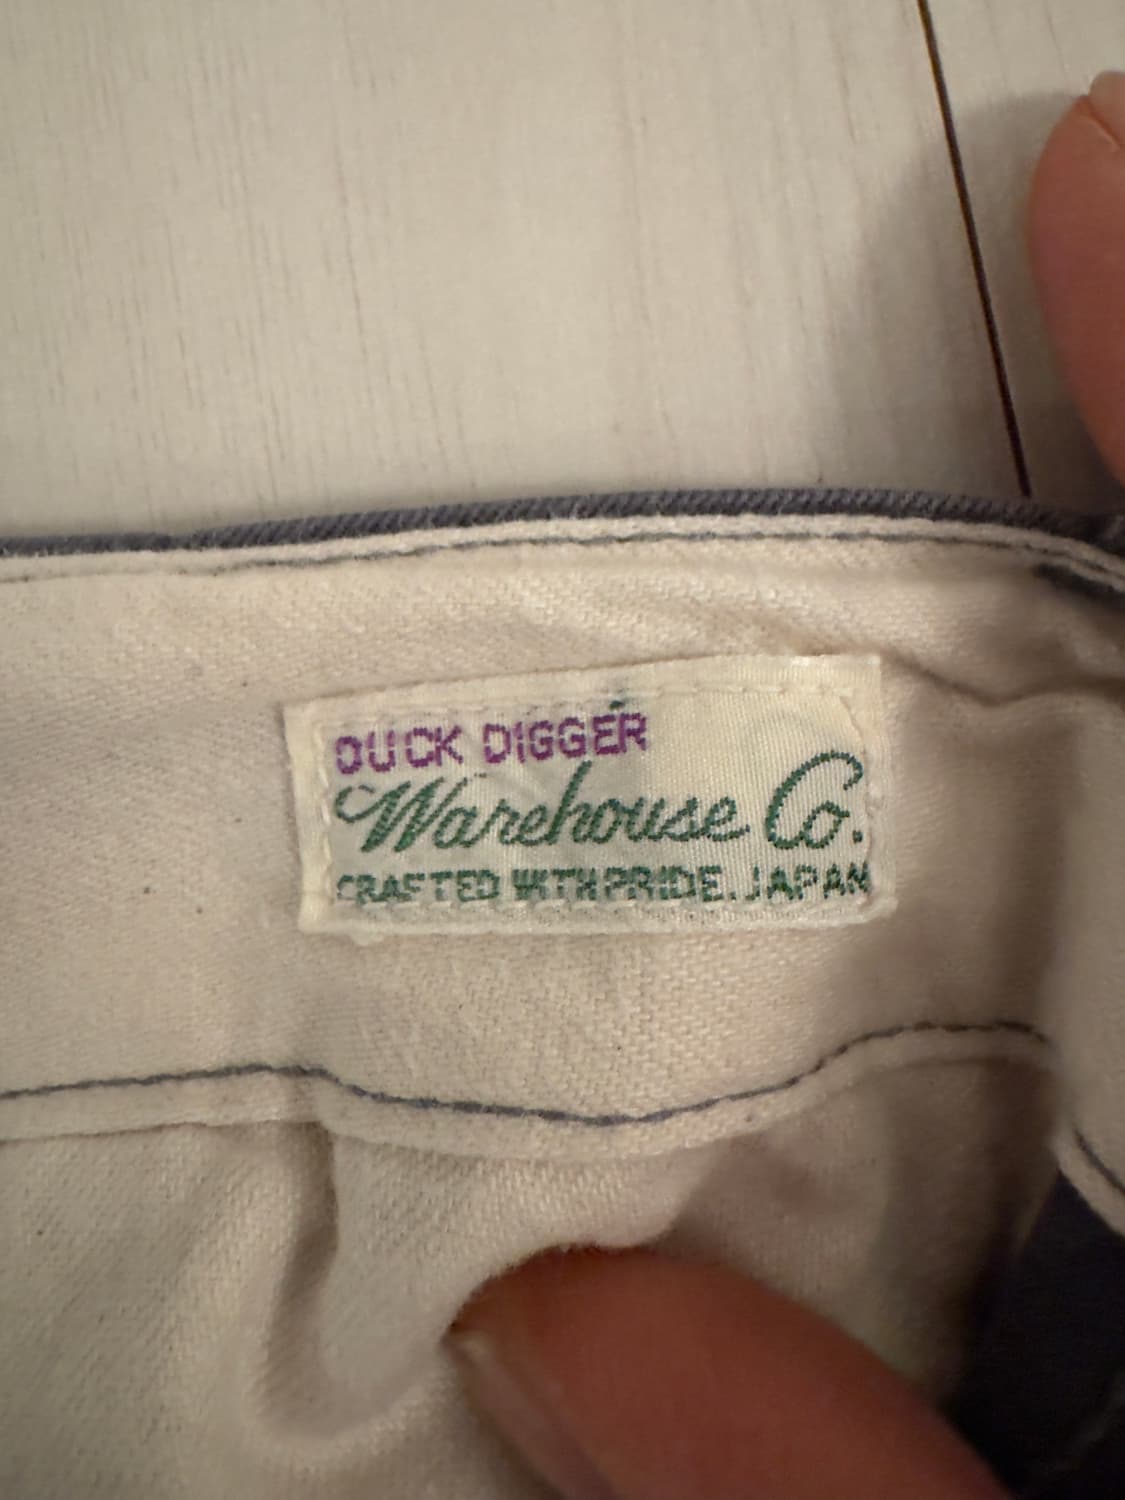 DUCK DIGGER
Warehouse Co.
CRAFTED WITH PRIDE. JAPAN